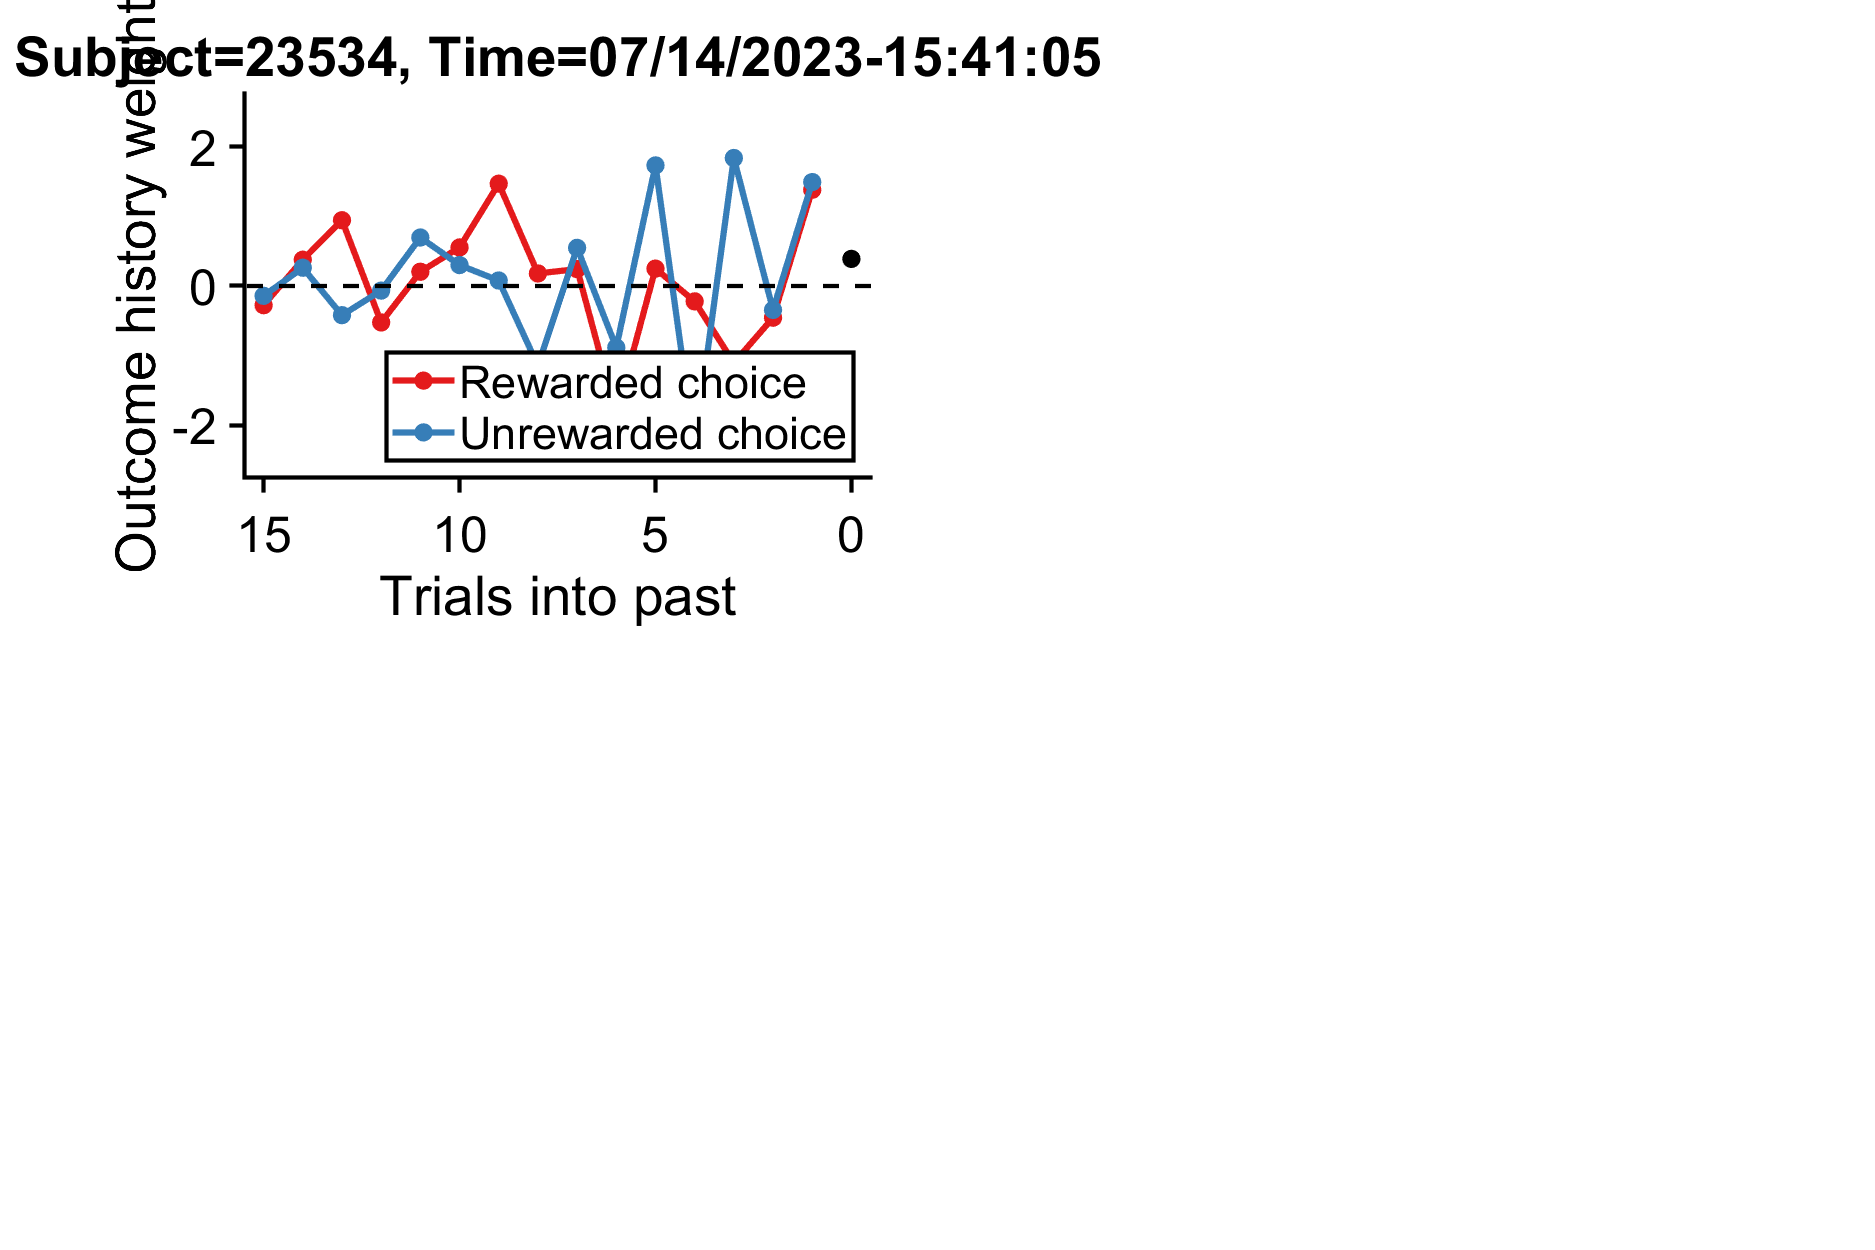 Subject=23534, Time=07/14/2023-15:41:05
Outcome history weight
2
0
-2
Rewarded choice
Unrewarded choice
15 10 5 0
Trials into past